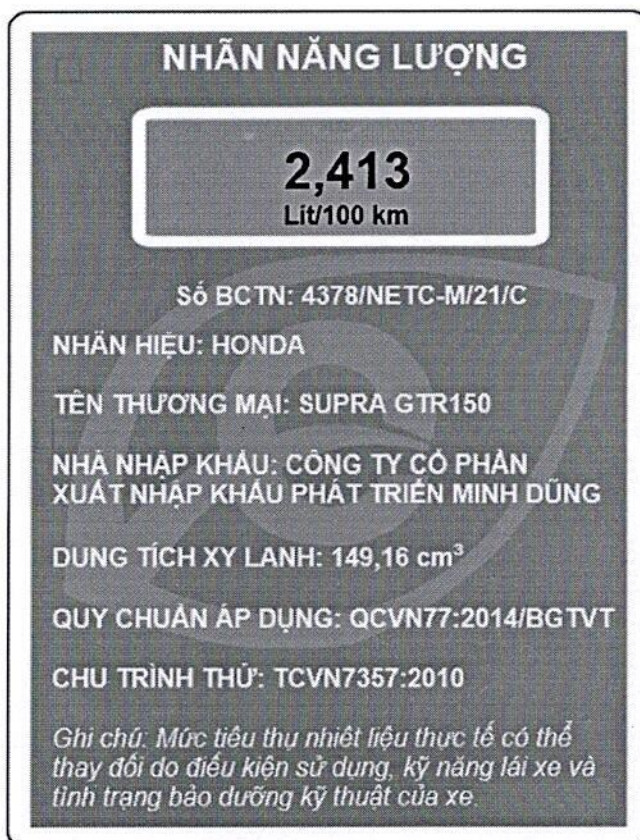 NHÃN NĂNG LƯỢNG
2,413
Lít/100 km
Số BCTN: 4378/NETC-M/21/C
NHÃN HIỆU: HONDA
TÊN THƯƠNG MẠI: SUPRA GTR150
NHÀ NHẬP KHẨU: CÔNG TY CỔ PHẦN
XUẤT NHẬP KHẨU PHÁT TRIỂN MINH DŨNG
DUNG TÍCH XY LANH: 149,16 cm³
QUY CHUẨN ÁP DỤNG: QCVN77:2014/BGTVT
CHU TRÌNH THỬ: TCVN7357:2010
Ghi chú: Mức tiêu thụ nhiêt liệu thực tế có thể
thay đổi do điều kiện sử dụng, kỹ năng lái xe và
tình trạng bảo dưỡng kỹ thuật của xe.